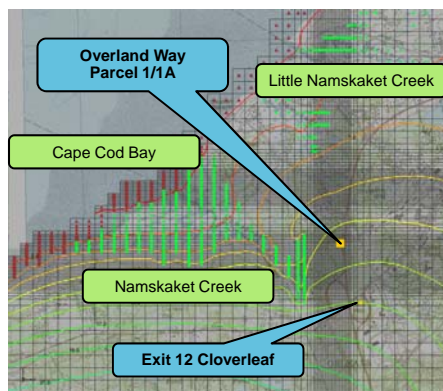 Overland Way
Parcel 1/1A
Little Namskaket Creek
Cape Cod Bay
Namskaket Creek
Exit 12 Cloverleaf